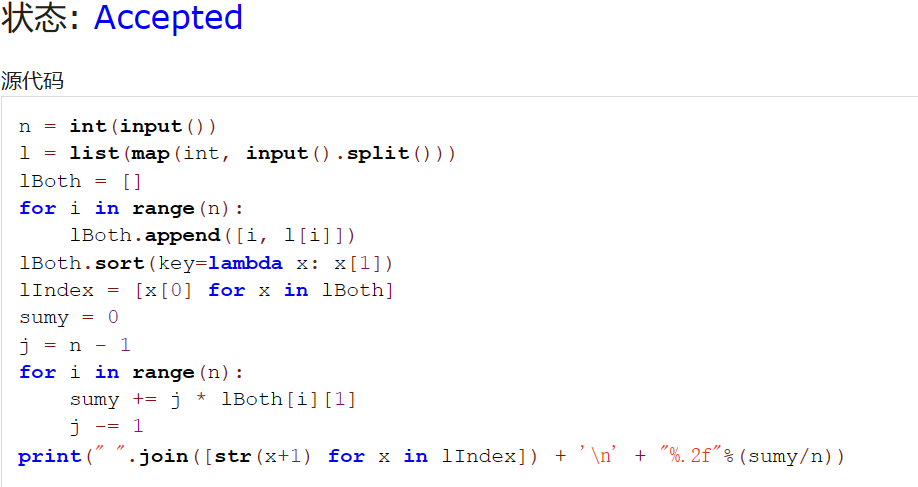 状态: Accepted
源代码
n = int(input())
l = list(map(int, input().split()))
lBoth = []
for i in range(n):
    lBoth.append([i, l[i]])
lBoth.sort(key=lambda x: x[1])
lIndex = [x[0] for x in lBoth]
sumy = 0
j = n - 1
for i in range(n):
    sumy += j * lBoth[i][1]
    j -= 1
print(" ".join([str(x+1) for x in lIndex]) + '\n' + "%.2f"%(sumy/n))